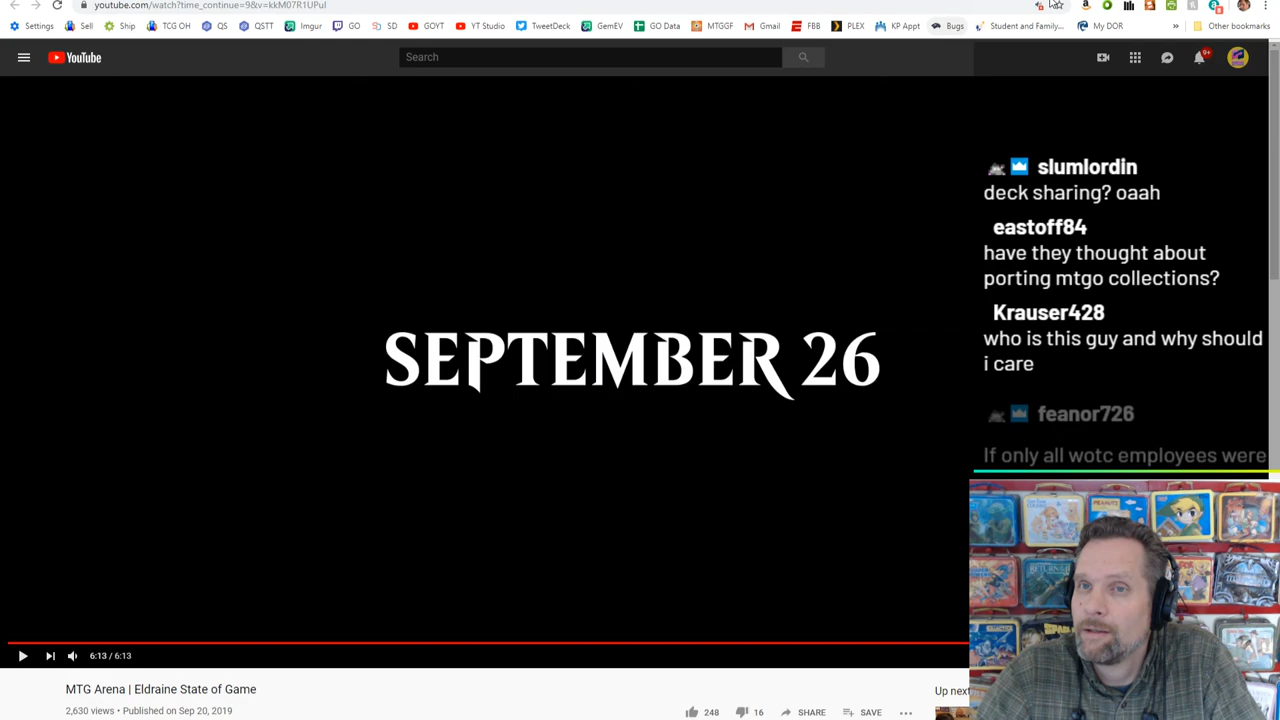 youtube.com/watch?time_continue=9&v=kkM07R1UPuI
Settings Sell Ship TCG OH QS QSTT Imgur GO SD GOYT YT Studio TweetDeck GemEV GO Data MTGGF Gmail FBB PLEX KP Appt Bugs Student and Family... My DOR » Other bookmarks
YouTube Search 9+
slumlordin
deck sharing? oaah
eastoff84
have they thought about
porting mtgo collections?
Krauser428
who is this guy and why should
i care
feanor726
If only all wotc employees were
SEPTEMBER 26
6:13 / 6:13
MTG Arena | Eldraine State of Game
Up next
2,630 views • Published on Sep 20, 2019
248 16 SHARE SAVE